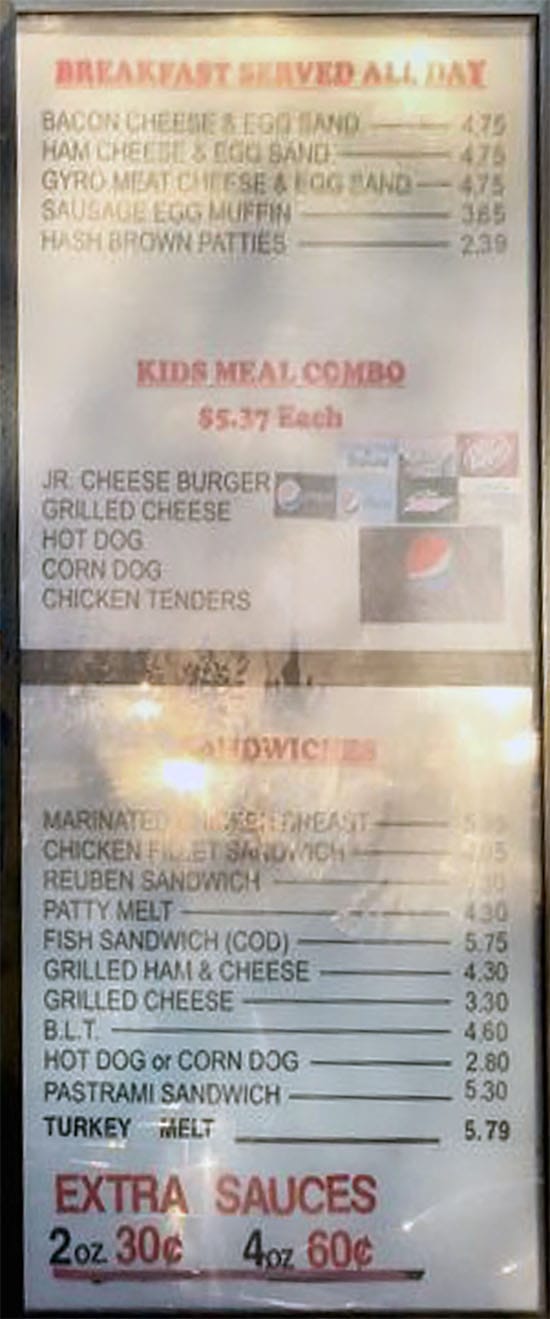 BREAKFAST SERVED ALL DAY
BACON CHEESE & EGG SAND 4.75
HAM CHEESE & EGG SAND. 4.75
GYRO MEAT CHEESE & EGG SAND 4.75
SAUSAGE EGG MUFFIN 3.65
HASH BROWN PATTIES 2.39
KIDS MEAL COMBO
$5.37 Each
JR. CHEESE BURGER
GRILLED CHEESE
HOT DOG
CORN DOG
CHICKEN TENDERS
SANDWICHES
MARINATED CHICKEN BREAST
CHICKEN FILLET SANDWICH
REUBEN SANDWICH
PATTY MELT 4.30
FISH SANDWICH (COD) 5.75
GRILLED HAM & CHEESE 4.30
GRILLED CHEESE 3.30
B.L.T. 4.60
HOT DOG or CORN DOG 2.80
PASTRAMI SANDWICH 5.30
TURKEY MELT 5.79
EXTRA SAUCES
2oz 30¢ 4oz 60¢